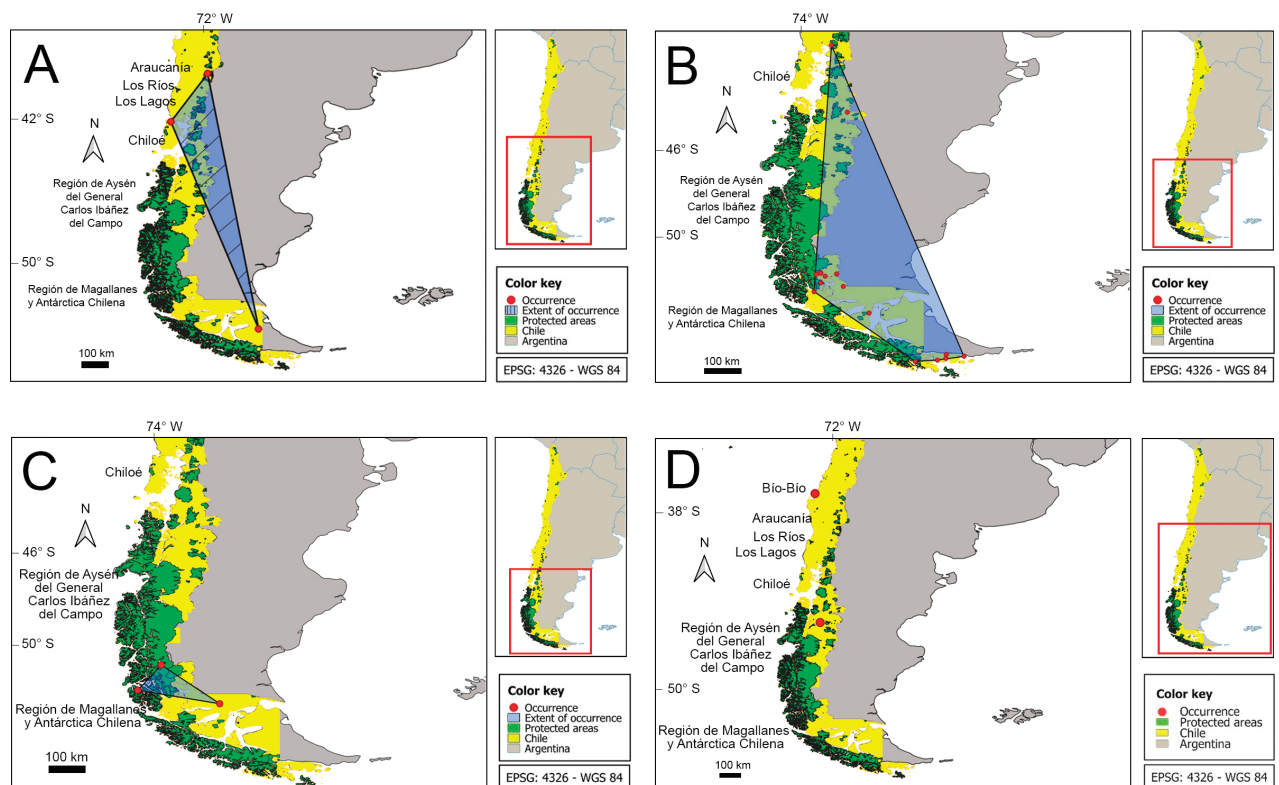 72° W
A
Araucanía
Los Ríos
Los Lagos
42° S
N
Chiloé
Región de Aysén
del General
Carlos Ibáñez
del Campo
50° S
Región de Magallanes
y Antárctica Chilena
100 km
Color key
Occurrence
Extent of occurrence
Protected areas
Chile
Argentina
EPSG: 4326 - WGS 84
74° W
B
Chiloé
N
46° S
Región de Aysén
del General
Carlos Ibáñez
del Campo
50° S
Región de Magallanes
y Antárctica Chilena
100 km
Color key
Occurrence
Extent of occurrence
Protected areas
Chile
Argentina
EPSG: 4326 - WGS 84
74° W
C
Chiloé
N
46° S
Región de Aysén
del General
Carlos Ibáñez
del Campo
50° S
Región de Magallanes
y Antárctica Chilena
100 km
Color key
Occurrence
Extent of occurrence
Protected areas
Chile
Argentina
EPSG: 4326 - WGS 84
72° W
D
Bío-Bío
38° S
Araucanía
Los Ríos
Los Lagos
N
Chiloé
Región de Aysén
del General
Carlos Ibáñez
del Campo
50° S
Región de Magallanes
y Antárctica Chilena
100 km
Color key
Occurrence
Protected areas
Chile
Argentina
EPSG: 4326 - WGS 84